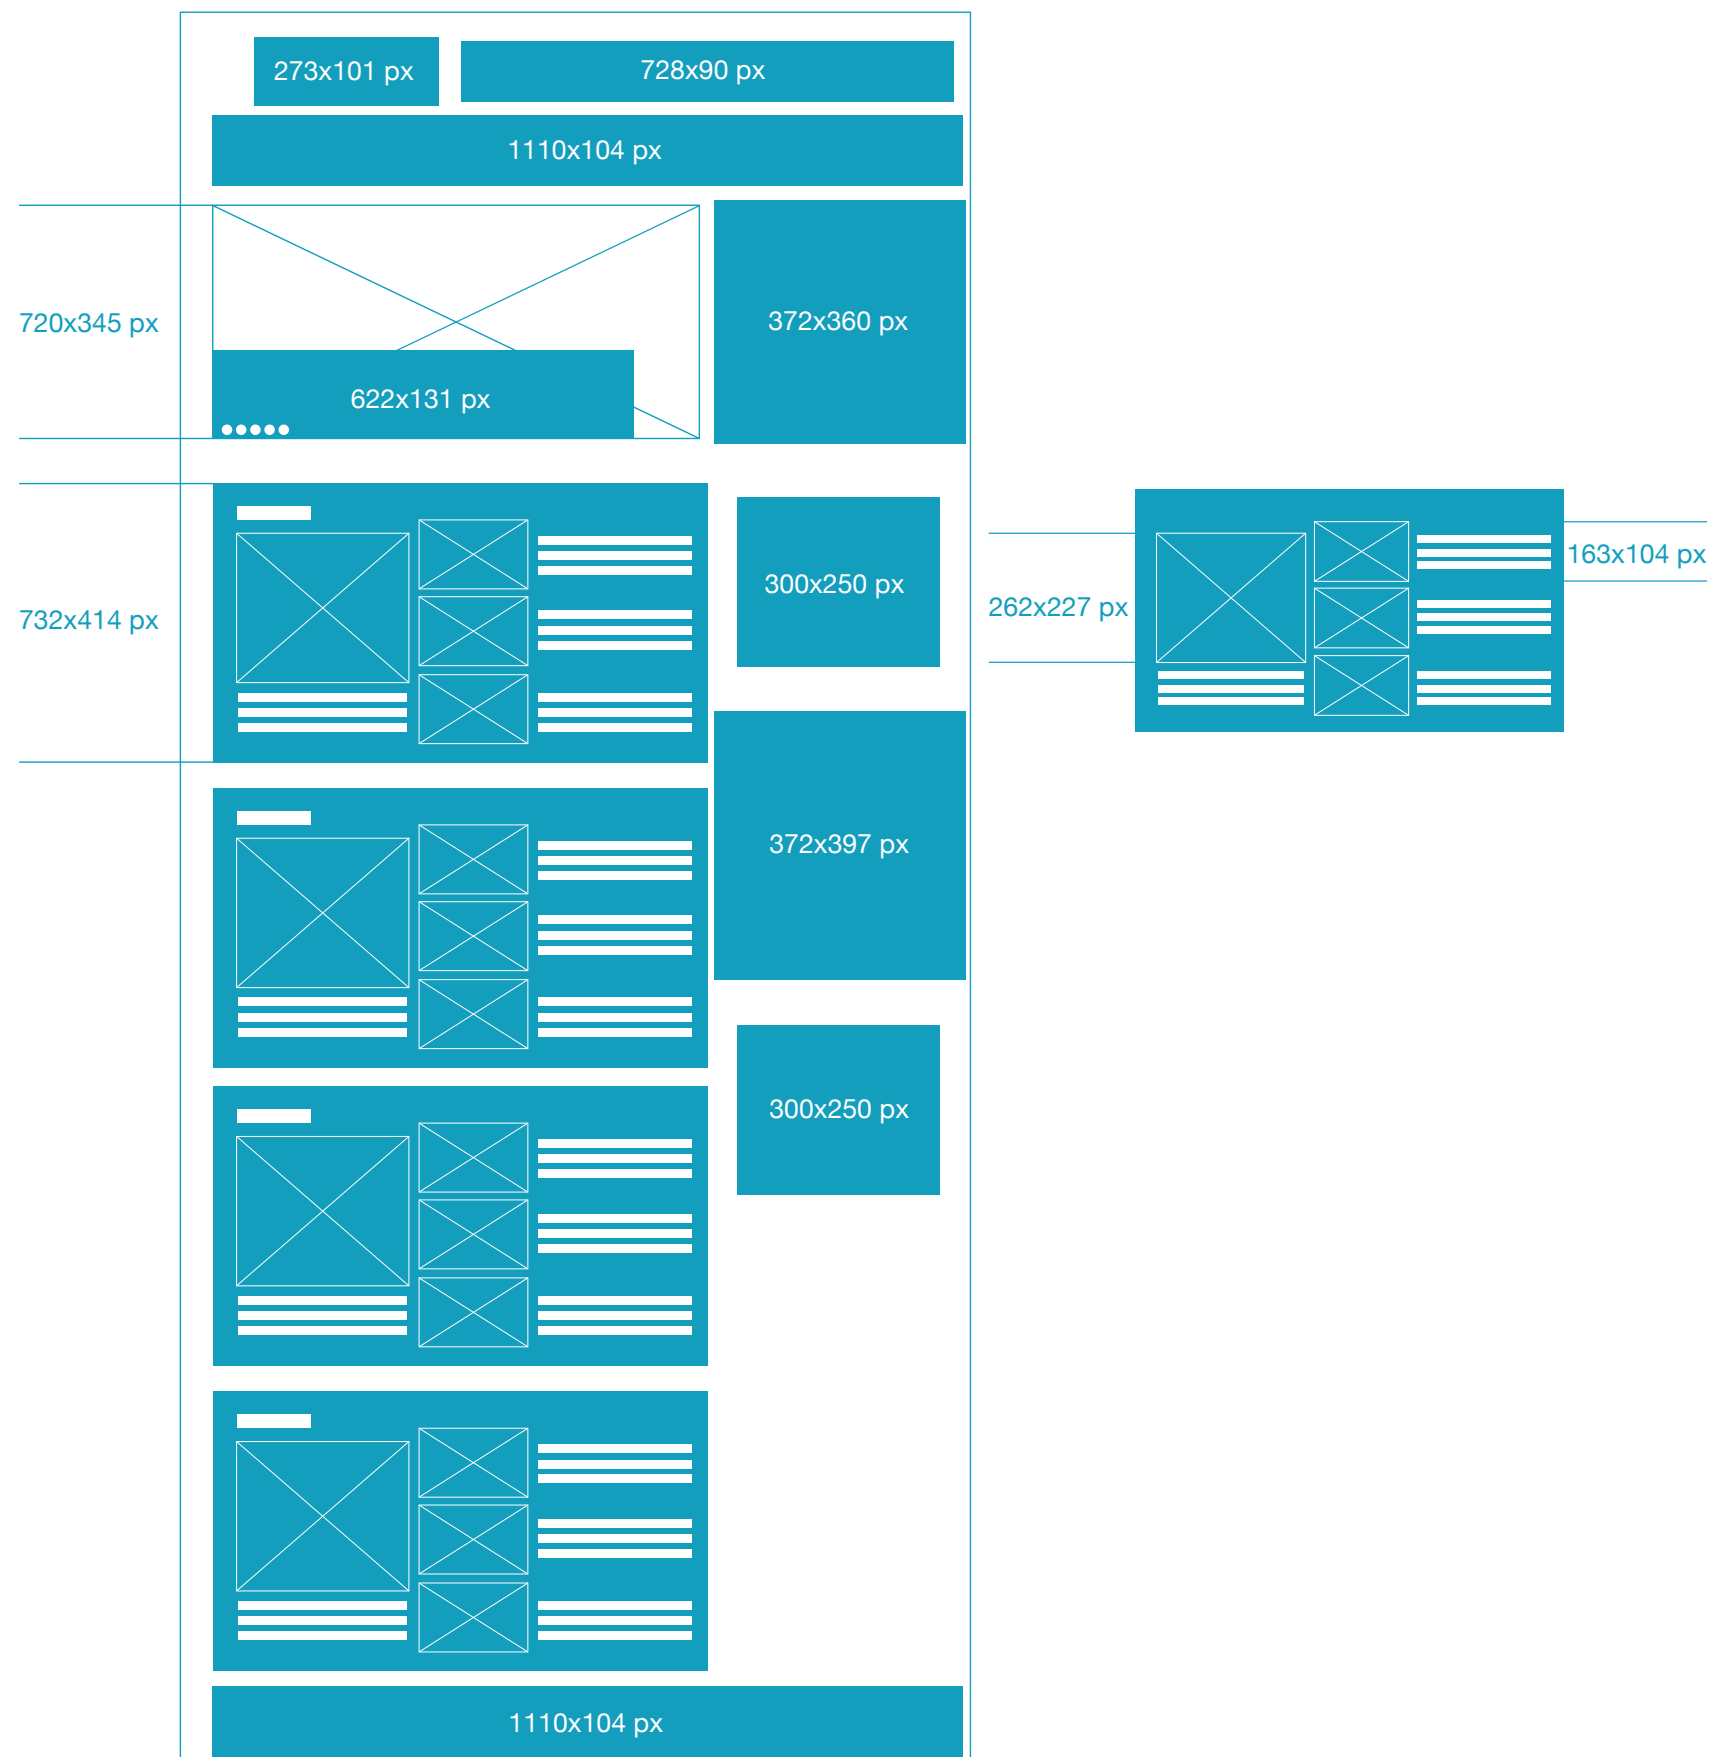 273x101 px
728x90 px
1110x104 px
720x345 px
372x360 px
622x131 px
300x250 px
732x414 px
262x227 px
163x104 px
372x397 px
300x250 px
1110x104 px